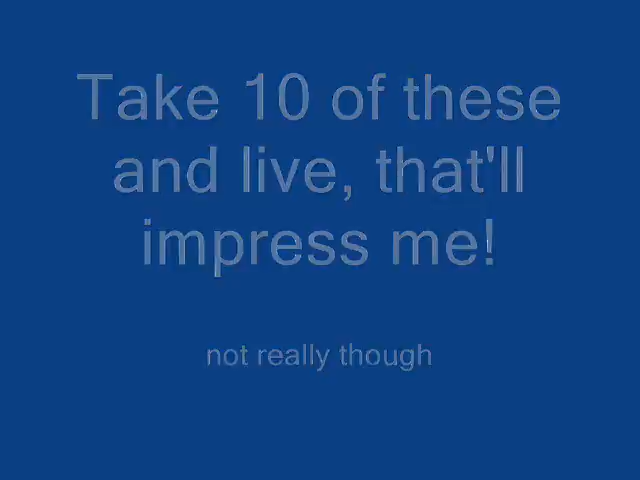 Take 10 of these
and live, that'll
impress me!
not really though